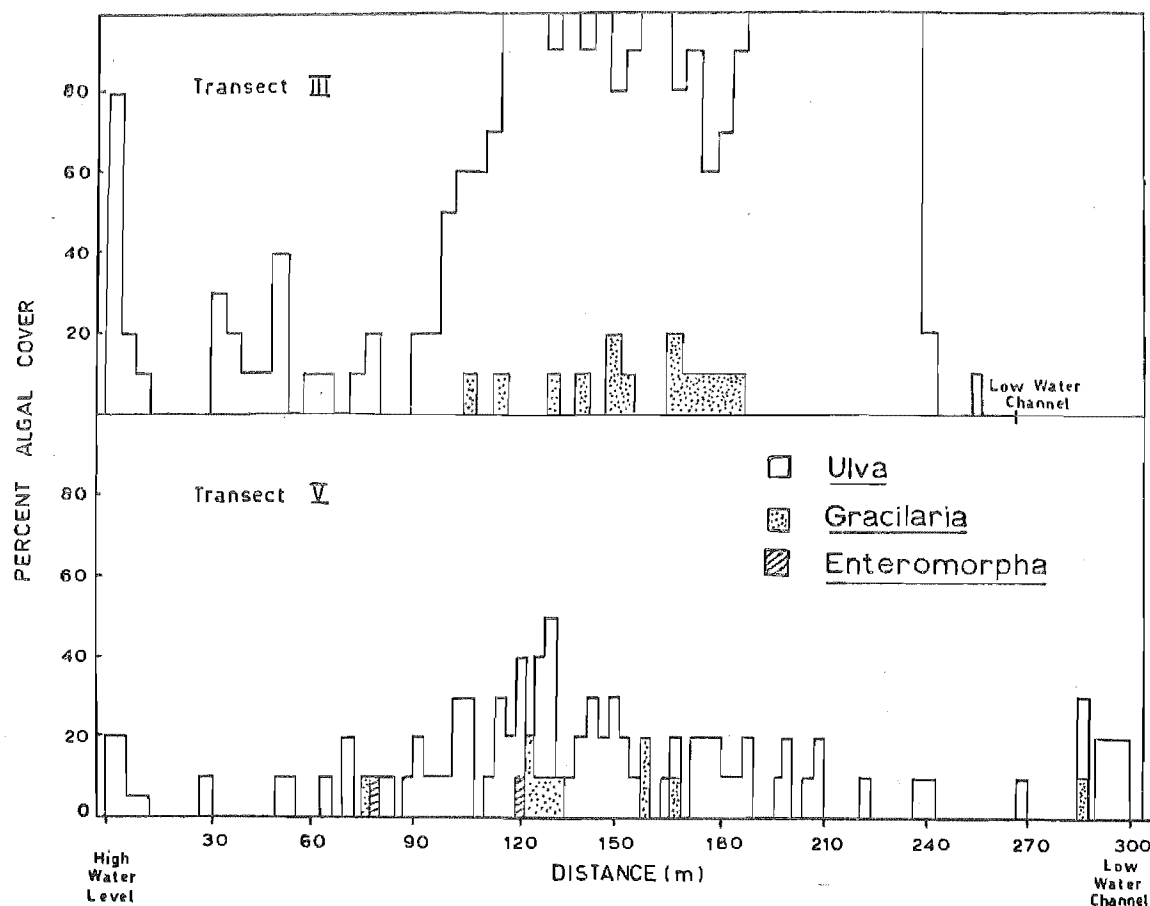 Transect III
80
60
40
20
Low Water
Channel
PERCENT ALGAL COVER
Transect V
80
60
40
20
0
Ulva
Gracilaria
Enteromorpha
30
60
90
120
150
180
210
240
270
300
High
Water
Level
DISTANCE (m)
Low
Water
Channel